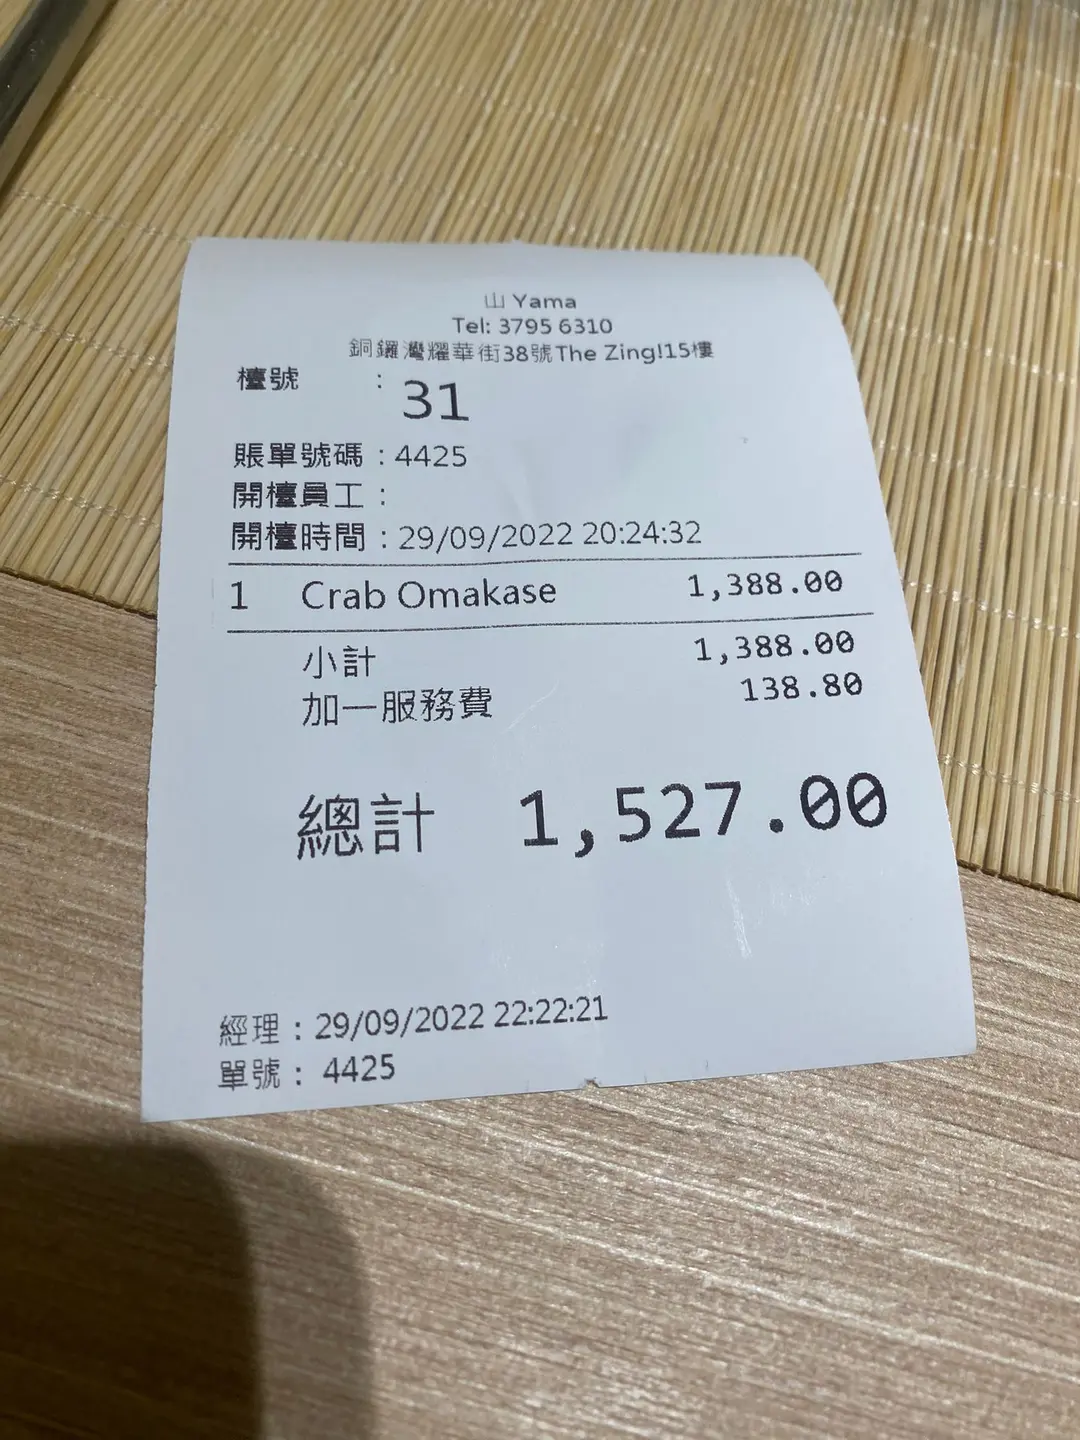 山 Yama
Tel: 3795 6310
銅鑼灣耀華街38號The Zing!15樓
檯號 : 31
賬單號碼 : 4425
開檯員工 :
開檯時間 : 29/09/2022 20:24:32
1 Crab Omakase 1,388.00
小計 1,388.00
加一服務費 138.80
總計 1,527.00
經理 : 29/09/2022 22:22:21
單號 : 4425